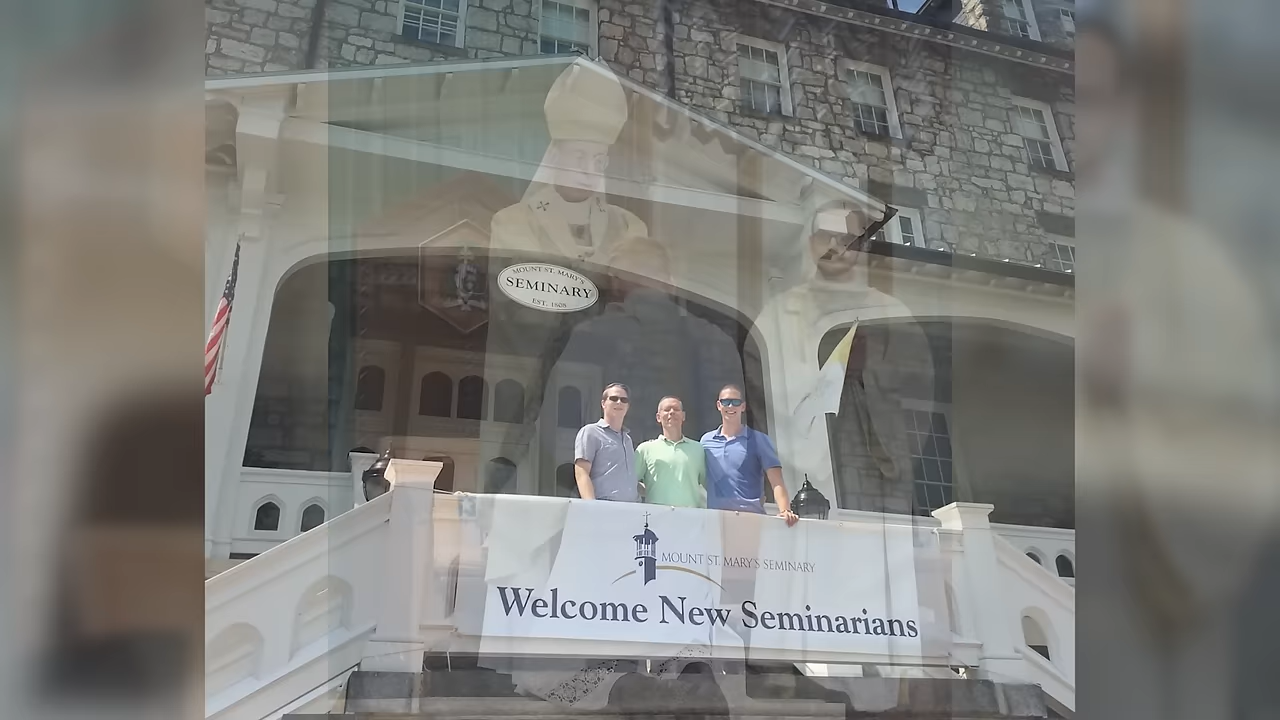 MOUNT ST. MARY'S
SEMINARY
EST. 1808
MOUNT ST. MARY'S SEMINARY
Welcome New Seminarians